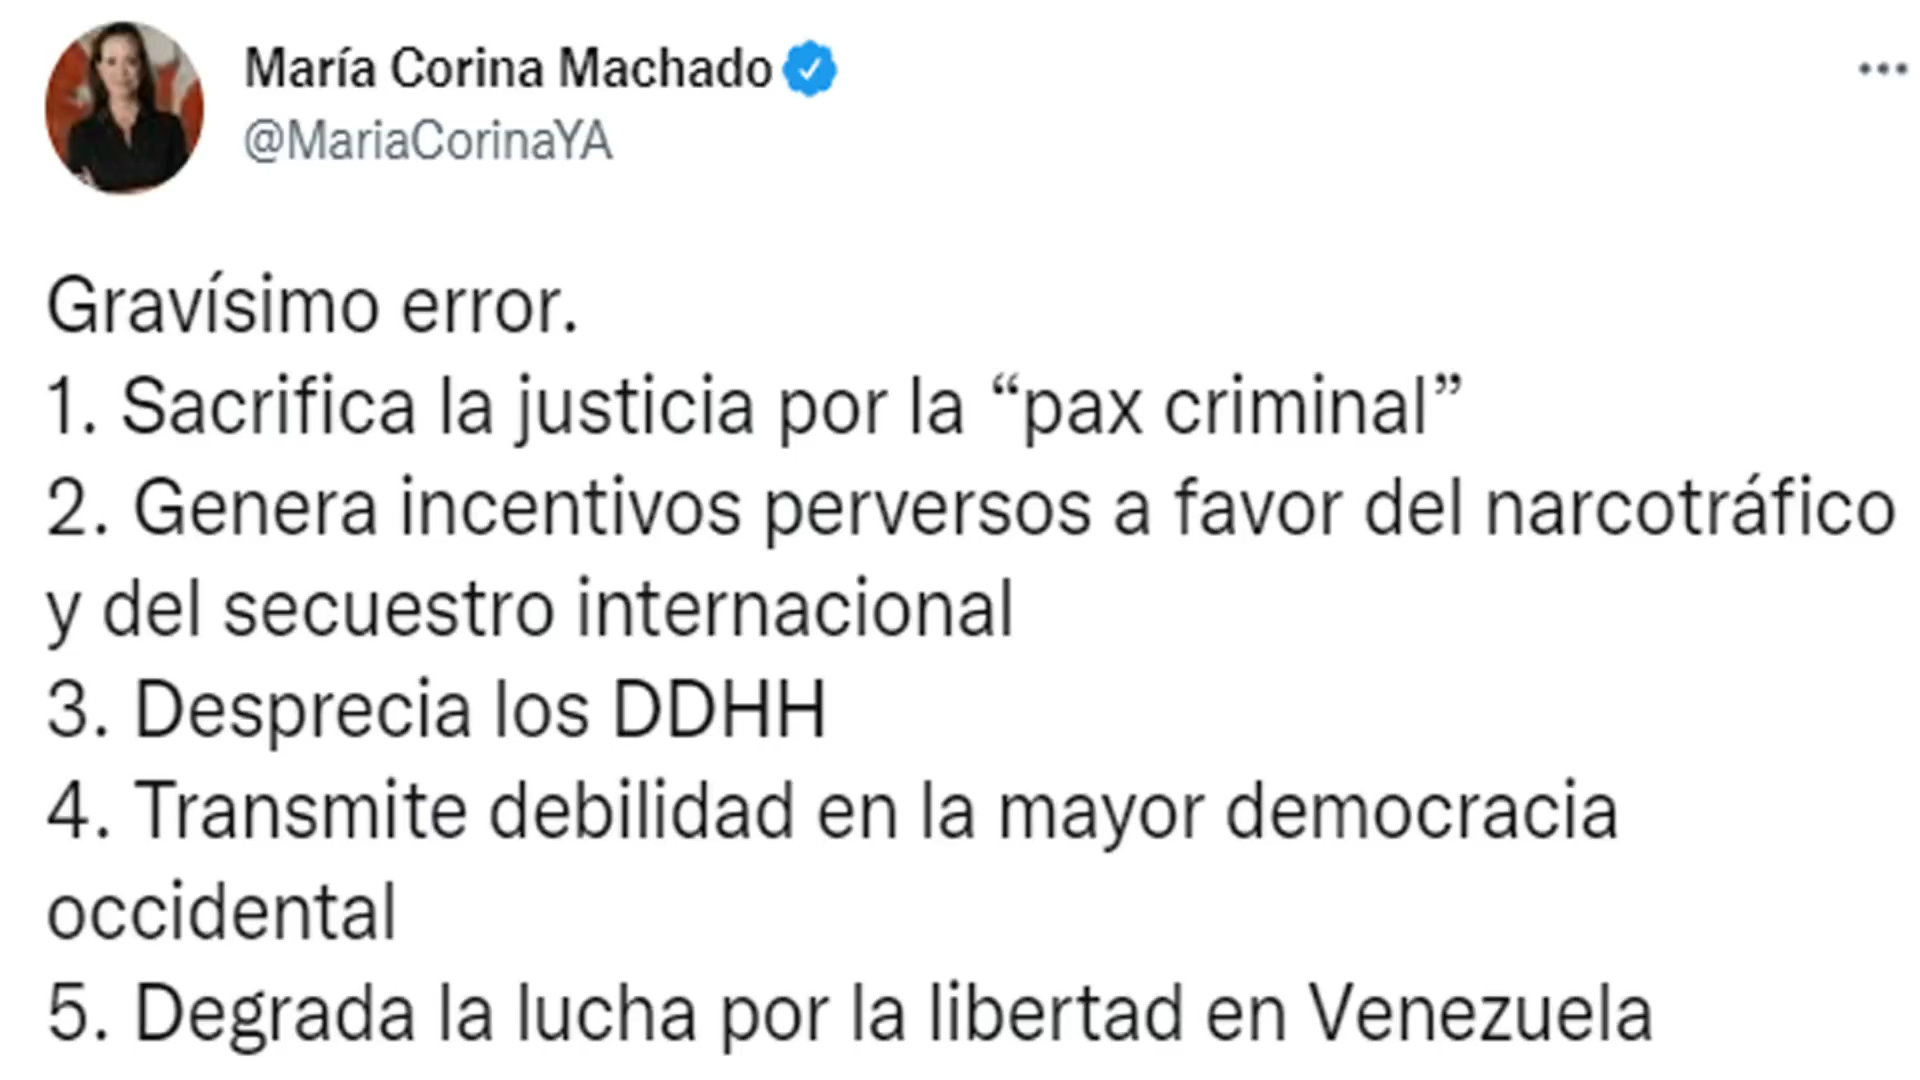 María Corina Machado
@MariaCorinaYA
Gravísimo error.
1. Sacrifica la justicia por la “pax criminal”
2. Genera incentivos perversos a favor del narcotráfico
y del secuestro internacional
3. Desprecia los DDHH
4. Transmite debilidad en la mayor democracia
occidental
5. Degrada la lucha por la libertad en Venezuela